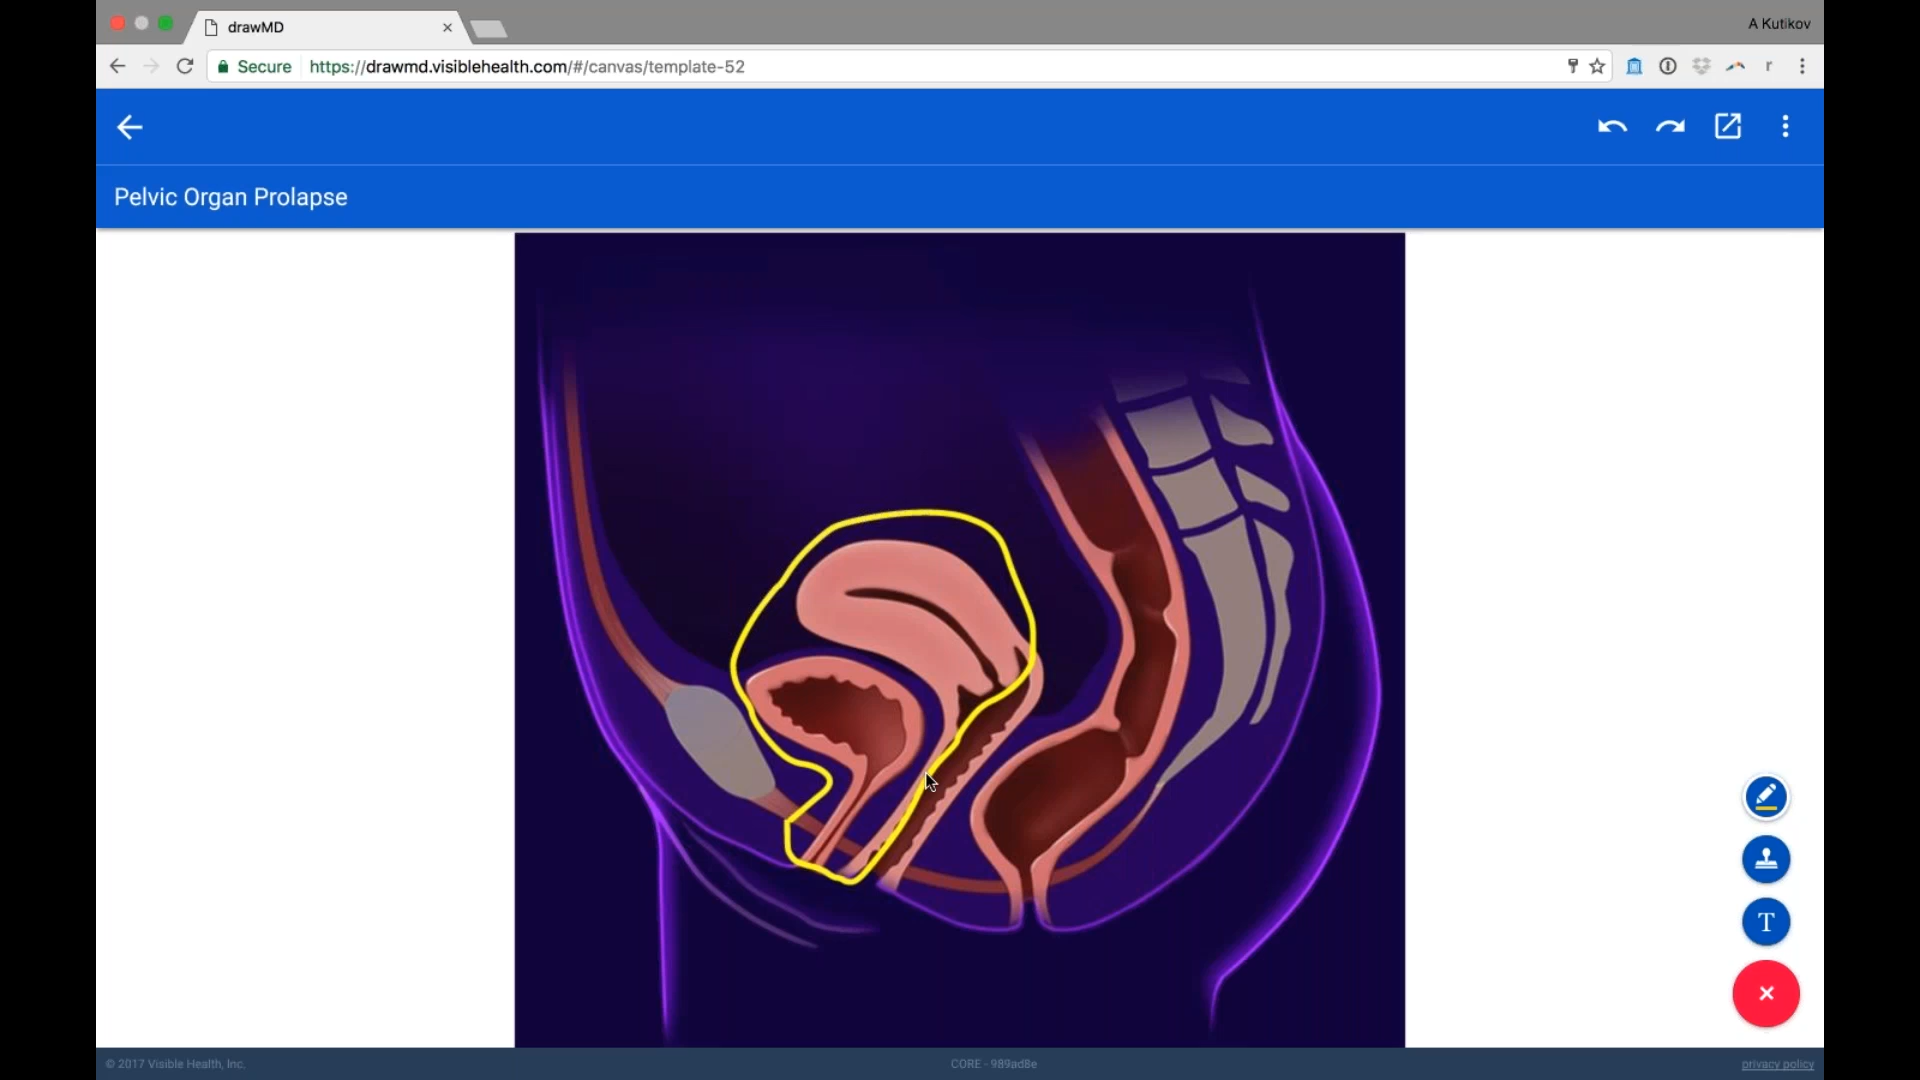 drawMD
A Kutikov
Secure https://drawmd.visiblehealth.com/#/canvas/template-52
Pelvic Organ Prolapse
T
© 2017 Visible Health, Inc. CORE - 989ad8e privacy policy